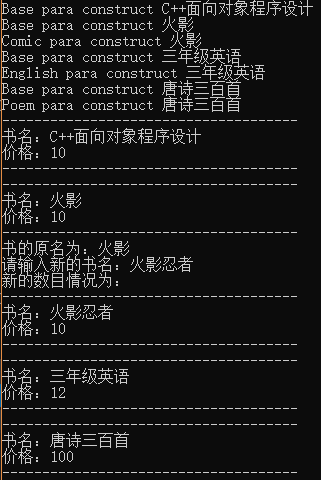 Base para construct C++面向对象程序设计
Base para construct 火影
Comic para construct 火影
Base para construct 三年级英语
English para construct 三年级英语
Base para construct 唐诗三百首
Poem para construct 唐诗三百首
------------------------------------
书名：C++面向对象程序设计
价格：10
------------------------------------
------------------------------------
书名：火影
价格：10
------------------------------------
书的原名为：火影
请输入新的书名：火影忍者
新的数目情况为：
------------------------------------
书名：火影忍者
价格：10
------------------------------------
------------------------------------
书名：三年级英语
价格：12
------------------------------------
------------------------------------
书名：唐诗三百首
价格：100
------------------------------------